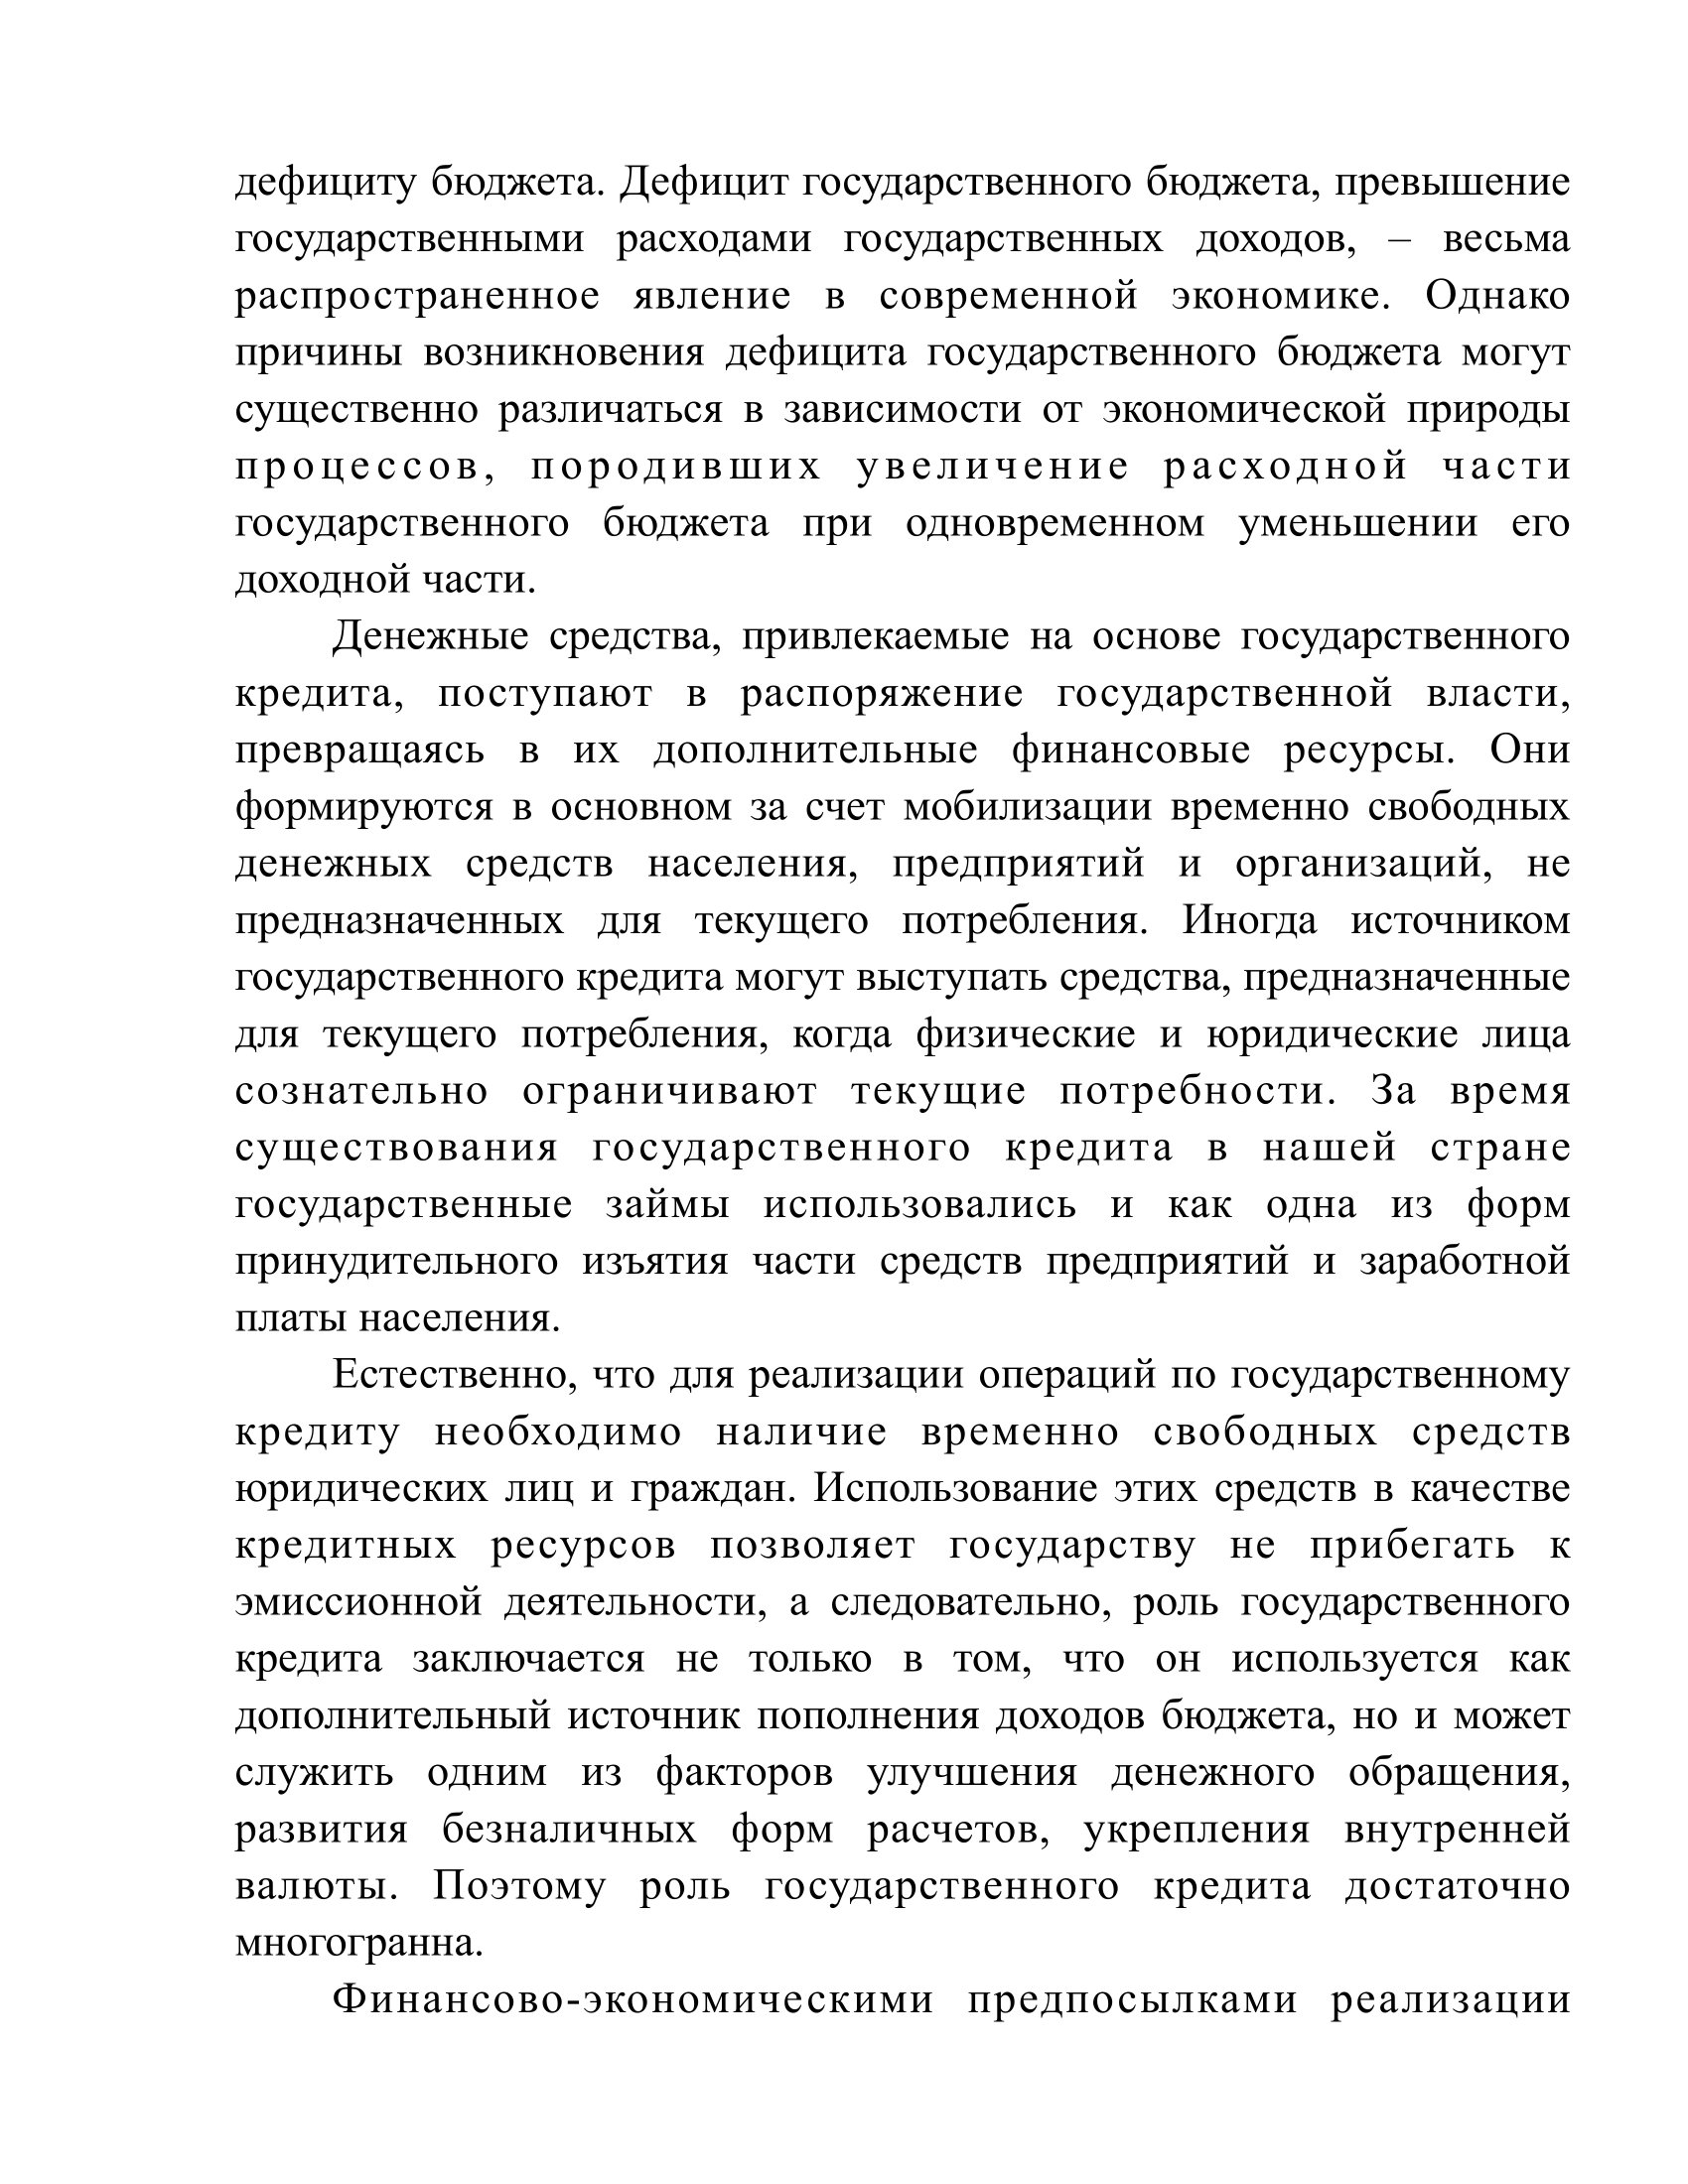 дефициту бюджета. Дефицит государственного бюджета, превышение
государственными расходами государственных доходов, – весьма
распространенное явление в современной экономике. Однако
причины возникновения дефицита государственного бюджета могут
существенно различаться в зависимости от экономической природы
процессов, породивших увеличение расходной части
государственного бюджета при одновременном уменьшении его
доходной части.
Денежные средства, привлекаемые на основе государственного
кредита, поступают в распоряжение государственной власти,
превращаясь в их дополнительные финансовые ресурсы. Они
формируются в основном за счет мобилизации временно свободных
денежных средств населения, предприятий и организаций, не
предназначенных для текущего потребления. Иногда источником
государственного кредита могут выступать средства, предназначенные
для текущего потребления, когда физические и юридические лица
сознательно ограничивают текущие потребности. За время
существования государственного кредита в нашей стране
государственные займы использовались и как одна из форм
принудительного изъятия части средств предприятий и заработной
платы населения.
Естественно, что для реализации операций по государственному
кредиту необходимо наличие временно свободных средств
юридических лиц и граждан. Использование этих средств в качестве
кредитных ресурсов позволяет государству не прибегать к
эмиссионной деятельности, а следовательно, роль государственного
кредита заключается не только в том, что он используется как
дополнительный источник пополнения доходов бюджета, но и может
служить одним из факторов улучшения денежного обращения,
развития безналичных форм расчетов, укрепления внутренней
валюты. Поэтому роль государственного кредита достаточно
многогранна.
Финансово-экономическими предпосылками реализации